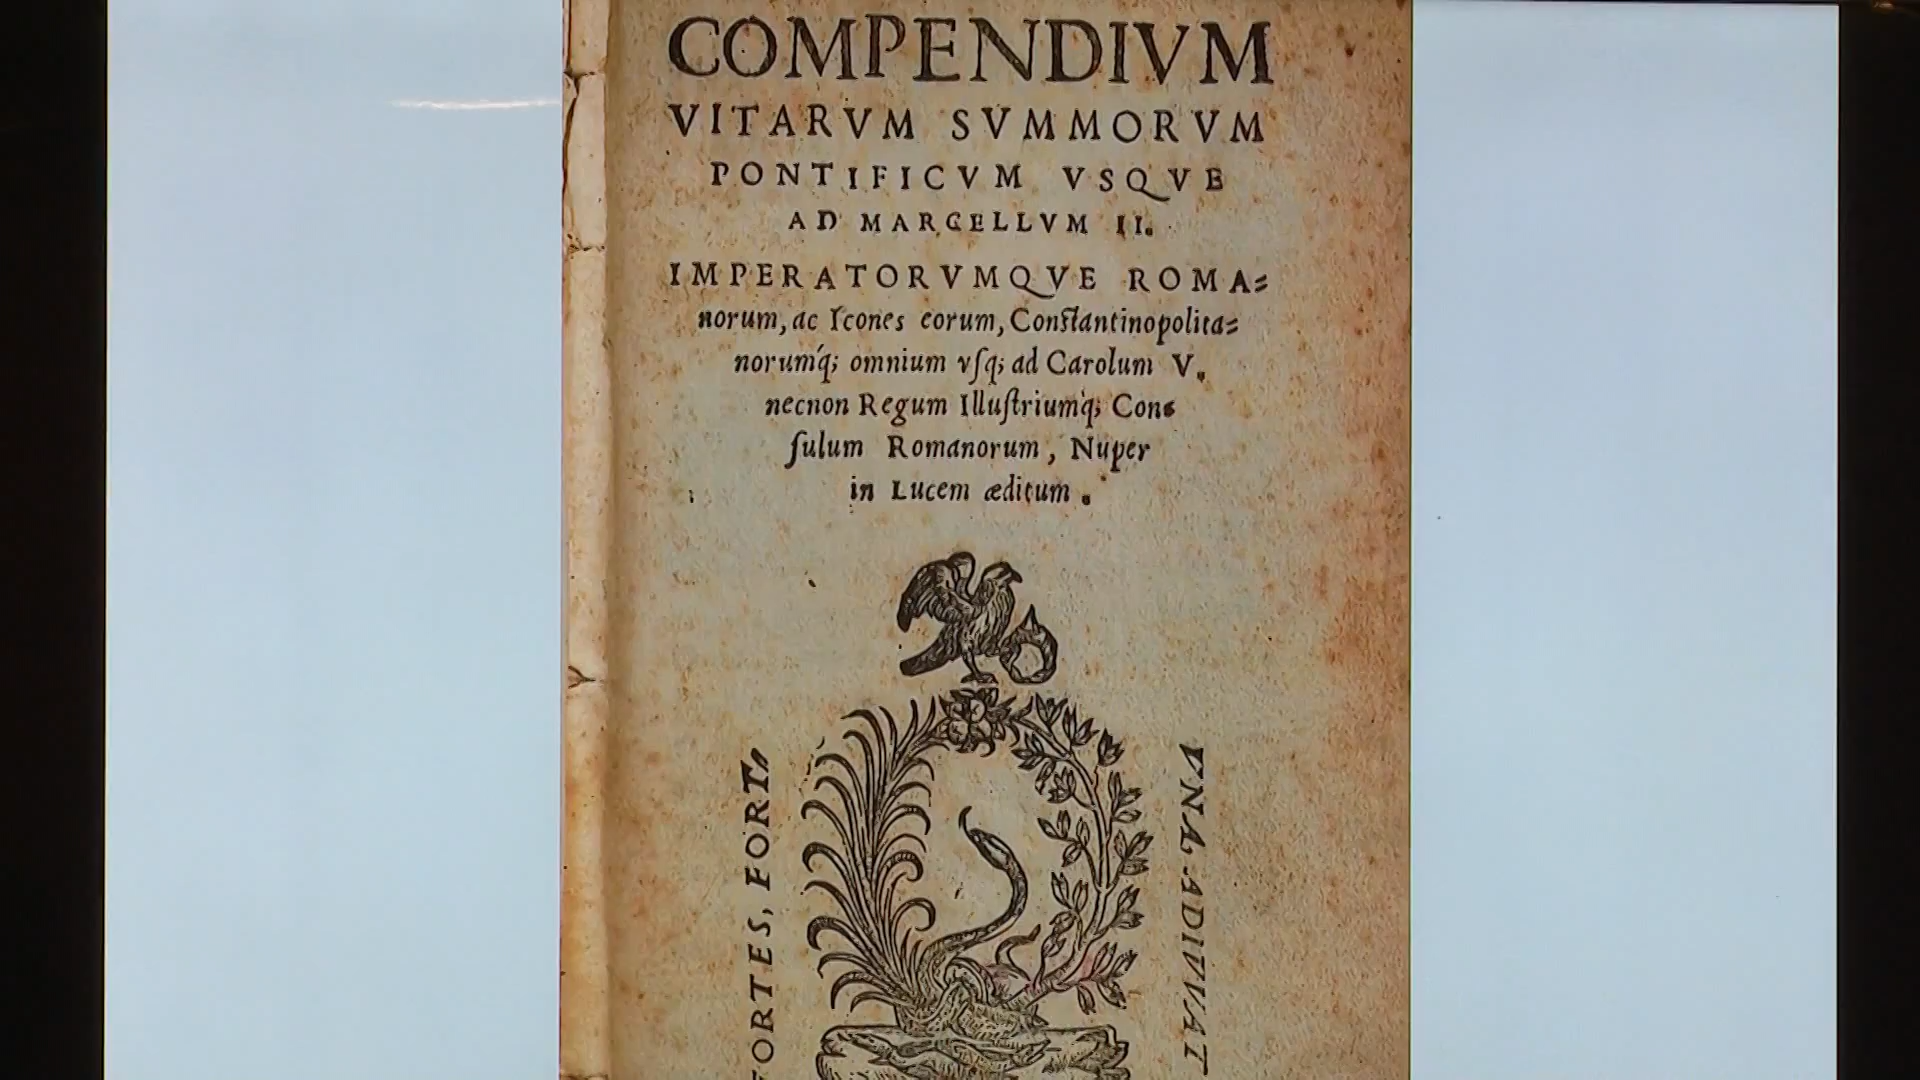 COMPENDIVM
VITARVM SVMMORVM
PONTIFICVM VSQVE
AD MARCELLVM II.
IMPERATORVMQVE ROMA=
norum, ac Icones eorum, Constantinopolita=
norumq́; omnium vſq; ad Carolum V.
necnon Regum Illuſtriumq́; Con=
ſulum Romanorum, Nuper
in Lucem æditum.
FORTES, FORT,
VNA ADIVVAT